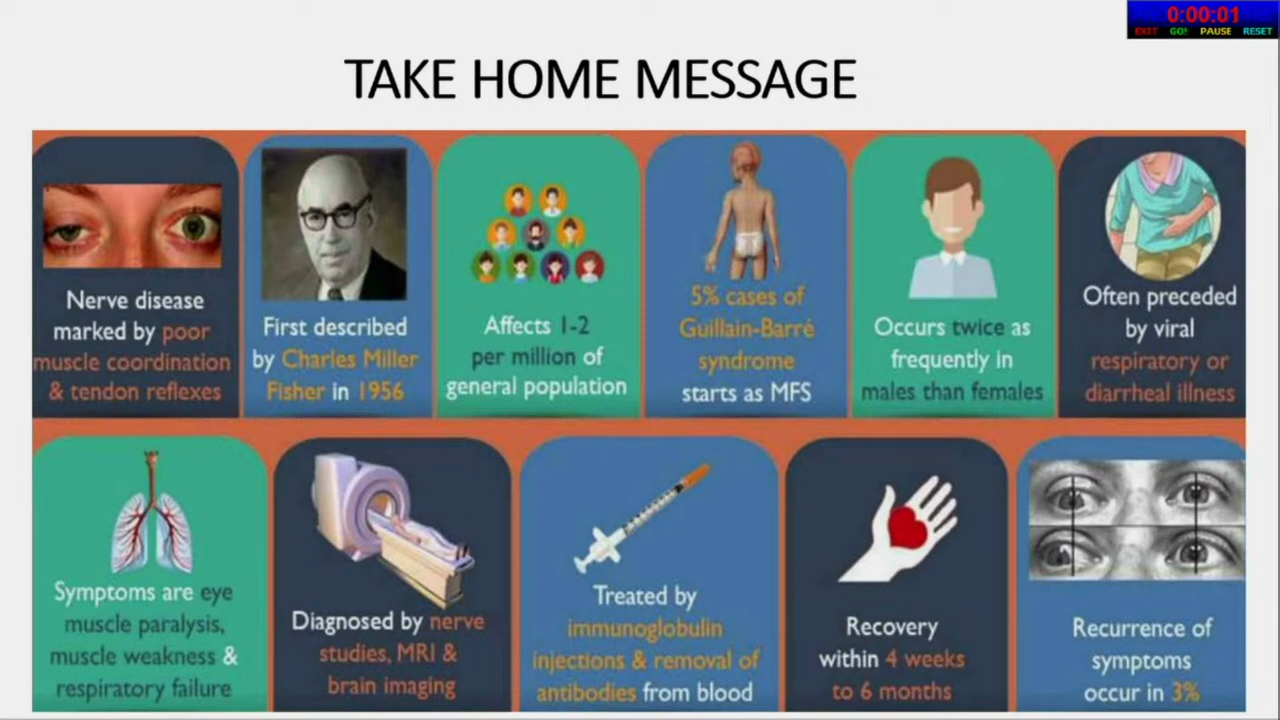 0:00:01
EXIT GO! PAUSE RESET
TAKE HOME MESSAGE
Nerve disease
marked by poor
muscle coordination
& tendon reflexes
First described
by Charles Miller
Fisher in 1956
Affects 1-2
per million of
general population
5% cases of
Guillain-Barré
syndrome
starts as MFS
Occurs twice as
frequently in
males than females
Often preceded
by viral
respiratory or
diarrheal illness
Symptoms are eye
muscle paralysis,
muscle weakness &
respiratory failure
Diagnosed by nerve
studies, MRI &
brain imaging
Treated by
immunoglobulin
injections & removal of
antibodies from blood
Recovery
within 4 weeks
to 6 months
Recurrence of
symptoms
occur in 3%